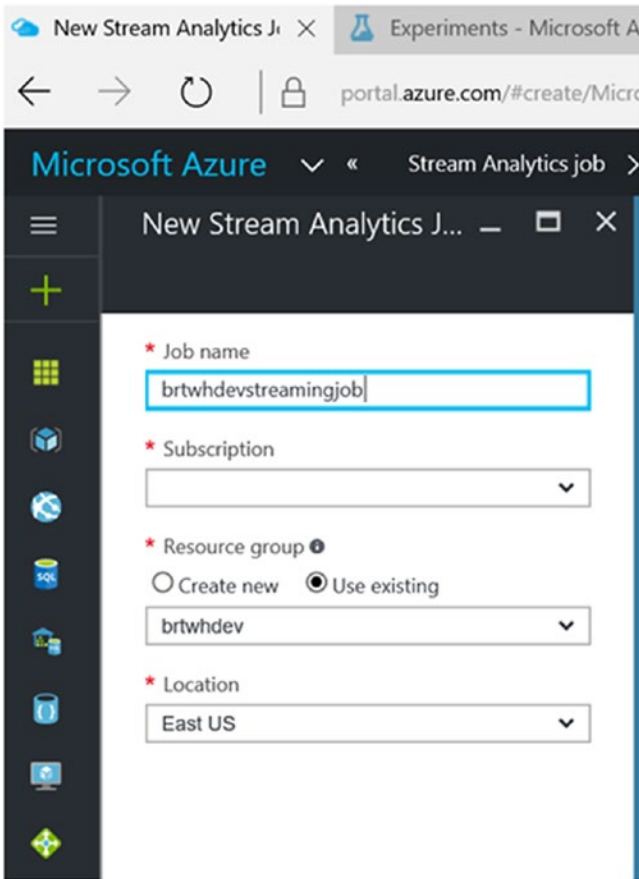 New Stream Analytics J
Experiments - Microsoft A
portal.azure.com/#create/Micro
Microsoft Azure
Stream Analytics job
New Stream Analytics J...
* Job name
brtwhdevstreamingjob
* Subscription
* Resource group
Create new
Use existing
brtwhdev
* Location
East US
SQL